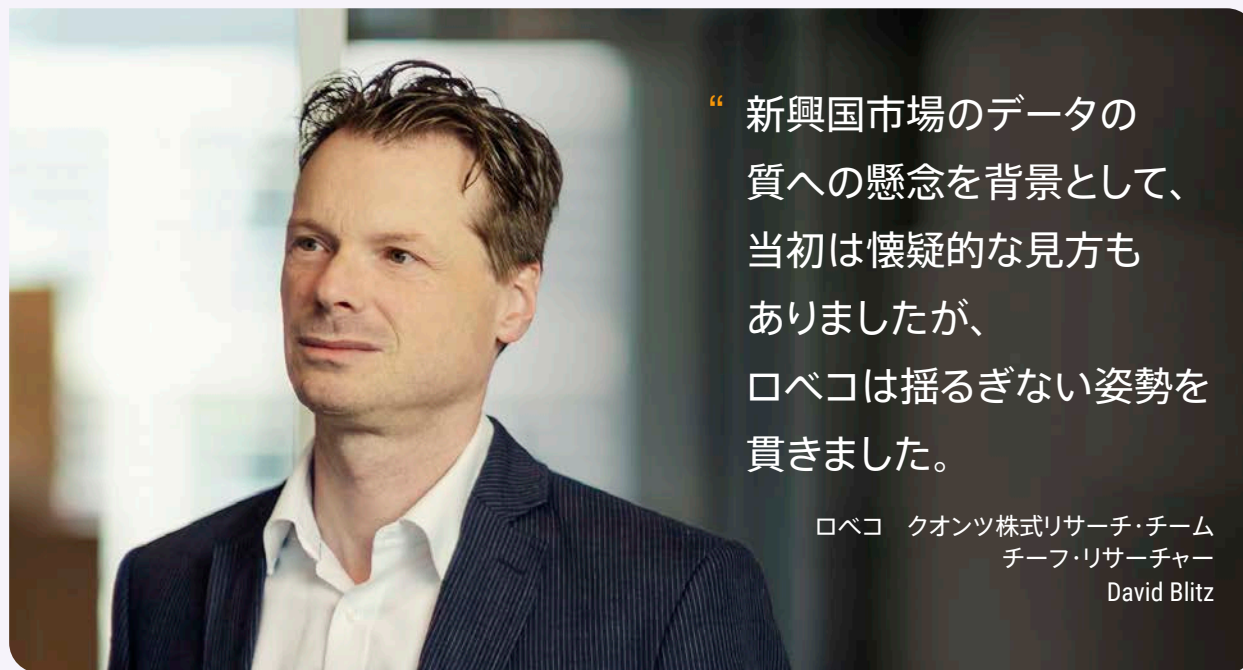 “ 新興国市場のデータの
質への懸念を背景として、
当初は懐疑的な見方も
ありましたが、
ロベコは揺るぎない姿勢を
貫きました。
ロベコ　クオンツ株式リサーチ・チーム
チーフ・リサーチャー
David Blitz